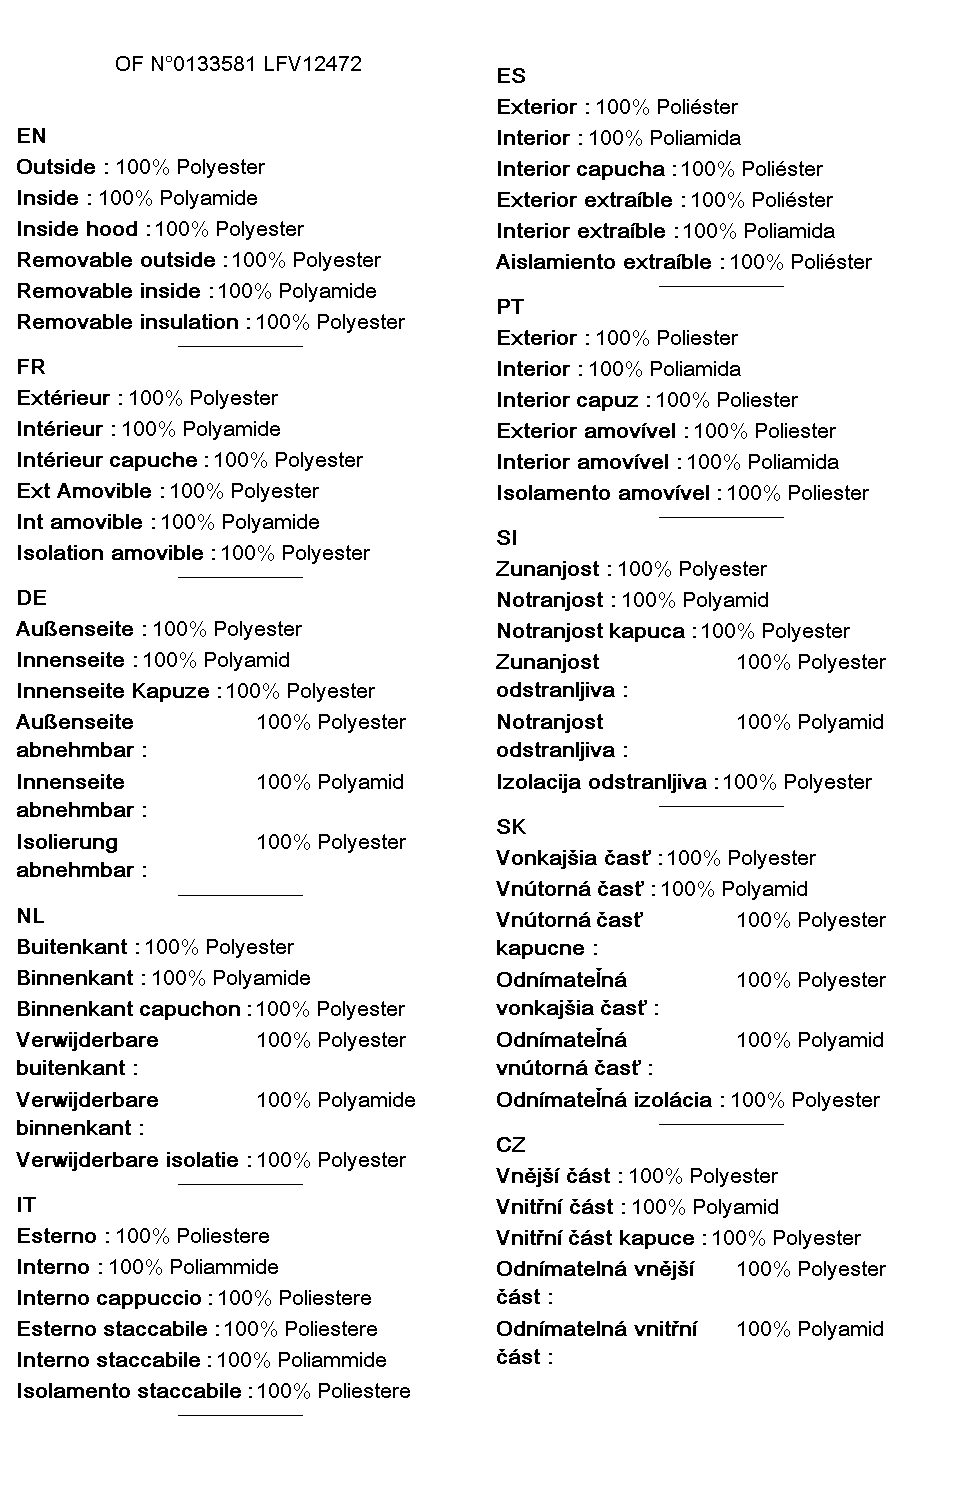 OF N°0133581 LFV12472
EN
Outside : 100% Polyester
Inside : 100% Polyamide
Inside hood : 100% Polyester
Removable outside : 100% Polyester
Removable inside : 100% Polyamide
Removable insulation : 100% Polyester
FR
Extérieur : 100% Polyester
Intérieur : 100% Polyamide
Intérieur capuche : 100% Polyester
Ext Amovible : 100% Polyester
Int amovible : 100% Polyamide
Isolation amovible : 100% Polyester
DE
Außenseite : 100% Polyester
Innenseite : 100% Polyamid
Innenseite Kapuze : 100% Polyester
Außenseite 100% Polyester
abnehmbar :
Innenseite 100% Polyamid
abnehmbar :
Isolierung 100% Polyester
abnehmbar :
NL
Buitenkant : 100% Polyester
Binnenkant : 100% Polyamide
Binnenkant capuchon : 100% Polyester
Verwijderbare 100% Polyester
buitenkant :
Verwijderbare 100% Polyamide
binnenkant :
Verwijderbare isolatie : 100% Polyester
IT
Esterno : 100% Poliestere
Interno : 100% Poliammide
Interno cappuccio : 100% Poliestere
Esterno staccabile : 100% Poliestere
Interno staccabile : 100% Poliammide
Isolamento staccabile : 100% Poliestere
ES
Exterior : 100% Poliéster
Interior : 100% Poliamida
Interior capucha : 100% Poliéster
Exterior extraíble : 100% Poliéster
Interior extraíble : 100% Poliamida
Aislamiento extraíble : 100% Poliéster
PT
Exterior : 100% Poliester
Interior : 100% Poliamida
Interior capuz : 100% Poliester
Exterior amovível : 100% Poliester
Interior amovível : 100% Poliamida
Isolamento amovível : 100% Poliester
SI
Zunanjost : 100% Polyester
Notranjost : 100% Polyamid
Notranjost kapuca : 100% Polyester
Zunanjost 100% Polyester
odstranljiva :
Notranjost 100% Polyamid
odstranljiva :
Izolacija odstranljiva : 100% Polyester
SK
Vonkajšia časť : 100% Polyester
Vnútorná časť : 100% Polyamid
Vnútorná časť 100% Polyester
kapucne :
Odnímateľná 100% Polyester
vonkajšia časť :
Odnímateľná 100% Polyamid
vnútorná časť :
Odnímateľná izolácia : 100% Polyester
CZ
Vnější část : 100% Polyester
Vnitřní část : 100% Polyamid
Vnitřní část kapuce : 100% Polyester
Odnímatelná vnější 100% Polyester
část :
Odnímatelná vnitřní 100% Polyamid
část :